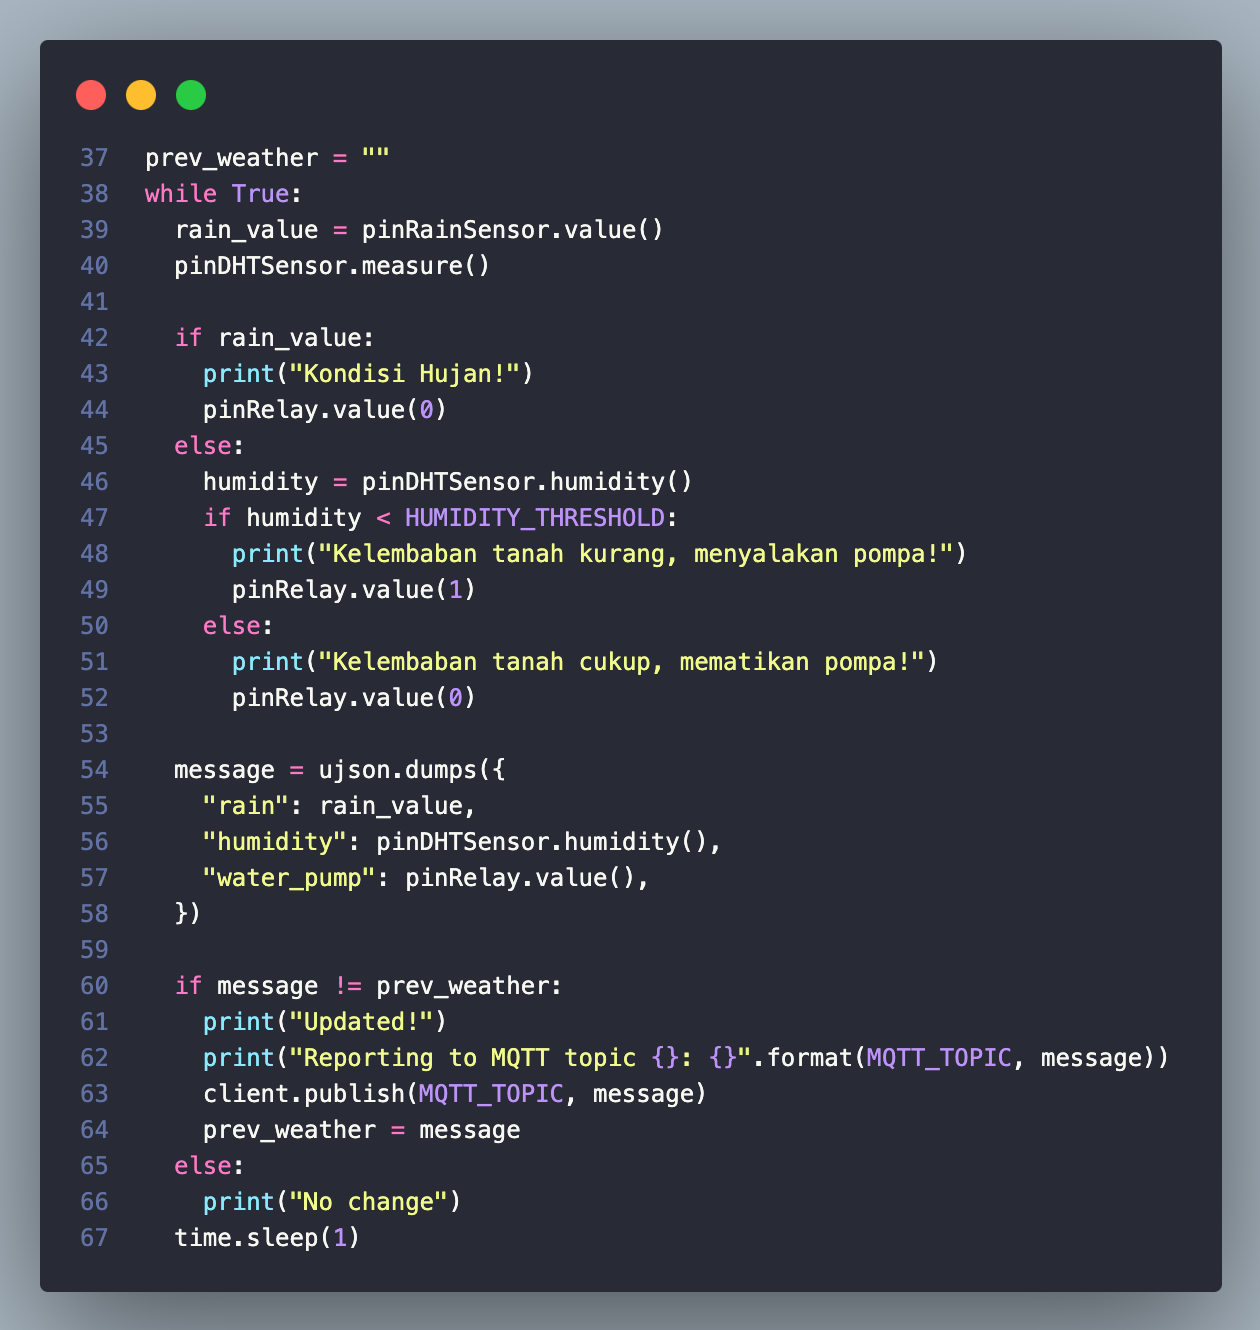 37 prev_weather = ""
38 while True:
39   rain_value = pinRainSensor.value()
40   pinDHTSensor.measure()
41
42   if rain_value:
43     print("Kondisi Hujan!")
44     pinRelay.value(0)
45   else:
46     humidity = pinDHTSensor.humidity()
47     if humidity < HUMIDITY_THRESHOLD:
48       print("Kelembaban tanah kurang, menyalakan pompa!")
49       pinRelay.value(1)
50     else:
51       print("Kelembaban tanah cukup, mematikan pompa!")
52       pinRelay.value(0)
53
54   message = ujson.dumps({
55     "rain": rain_value,
56     "humidity": pinDHTSensor.humidity(),
57     "water_pump": pinRelay.value(),
58   })
59
60   if message != prev_weather:
61     print("Updated!")
62     print("Reporting to MQTT topic {}: {}".format(MQTT_TOPIC, message))
63     client.publish(MQTT_TOPIC, message)
64     prev_weather = message
65   else:
66     print("No change")
67   time.sleep(1)